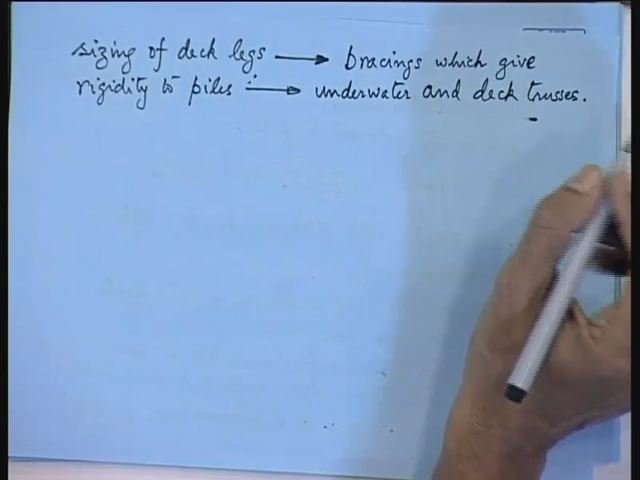 sizing of deck legs → bracings which give
rigidity to piles → underwater and deck trusses.